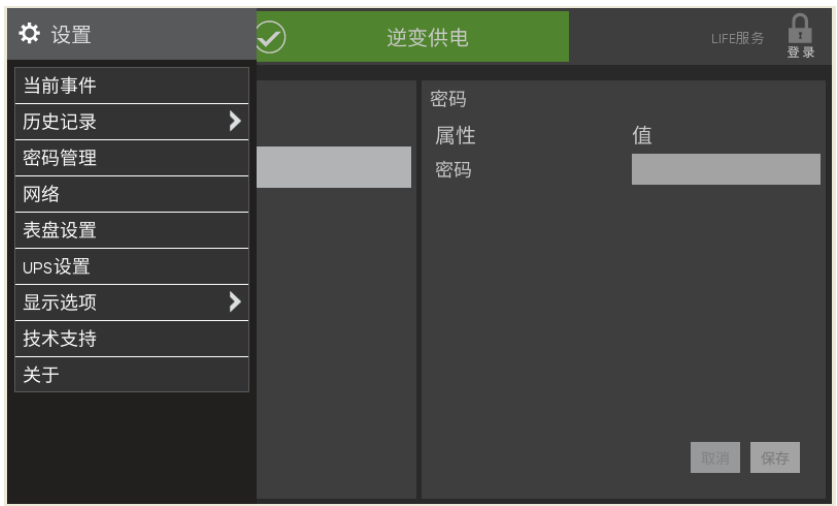 设置
逆变供电
LIFE服务
登录
当前事件
历史记录
密码管理
网络
表盘设置
UPS设置
显示选项
技术支持
关于
密码
属性 值
密码
取消 保存